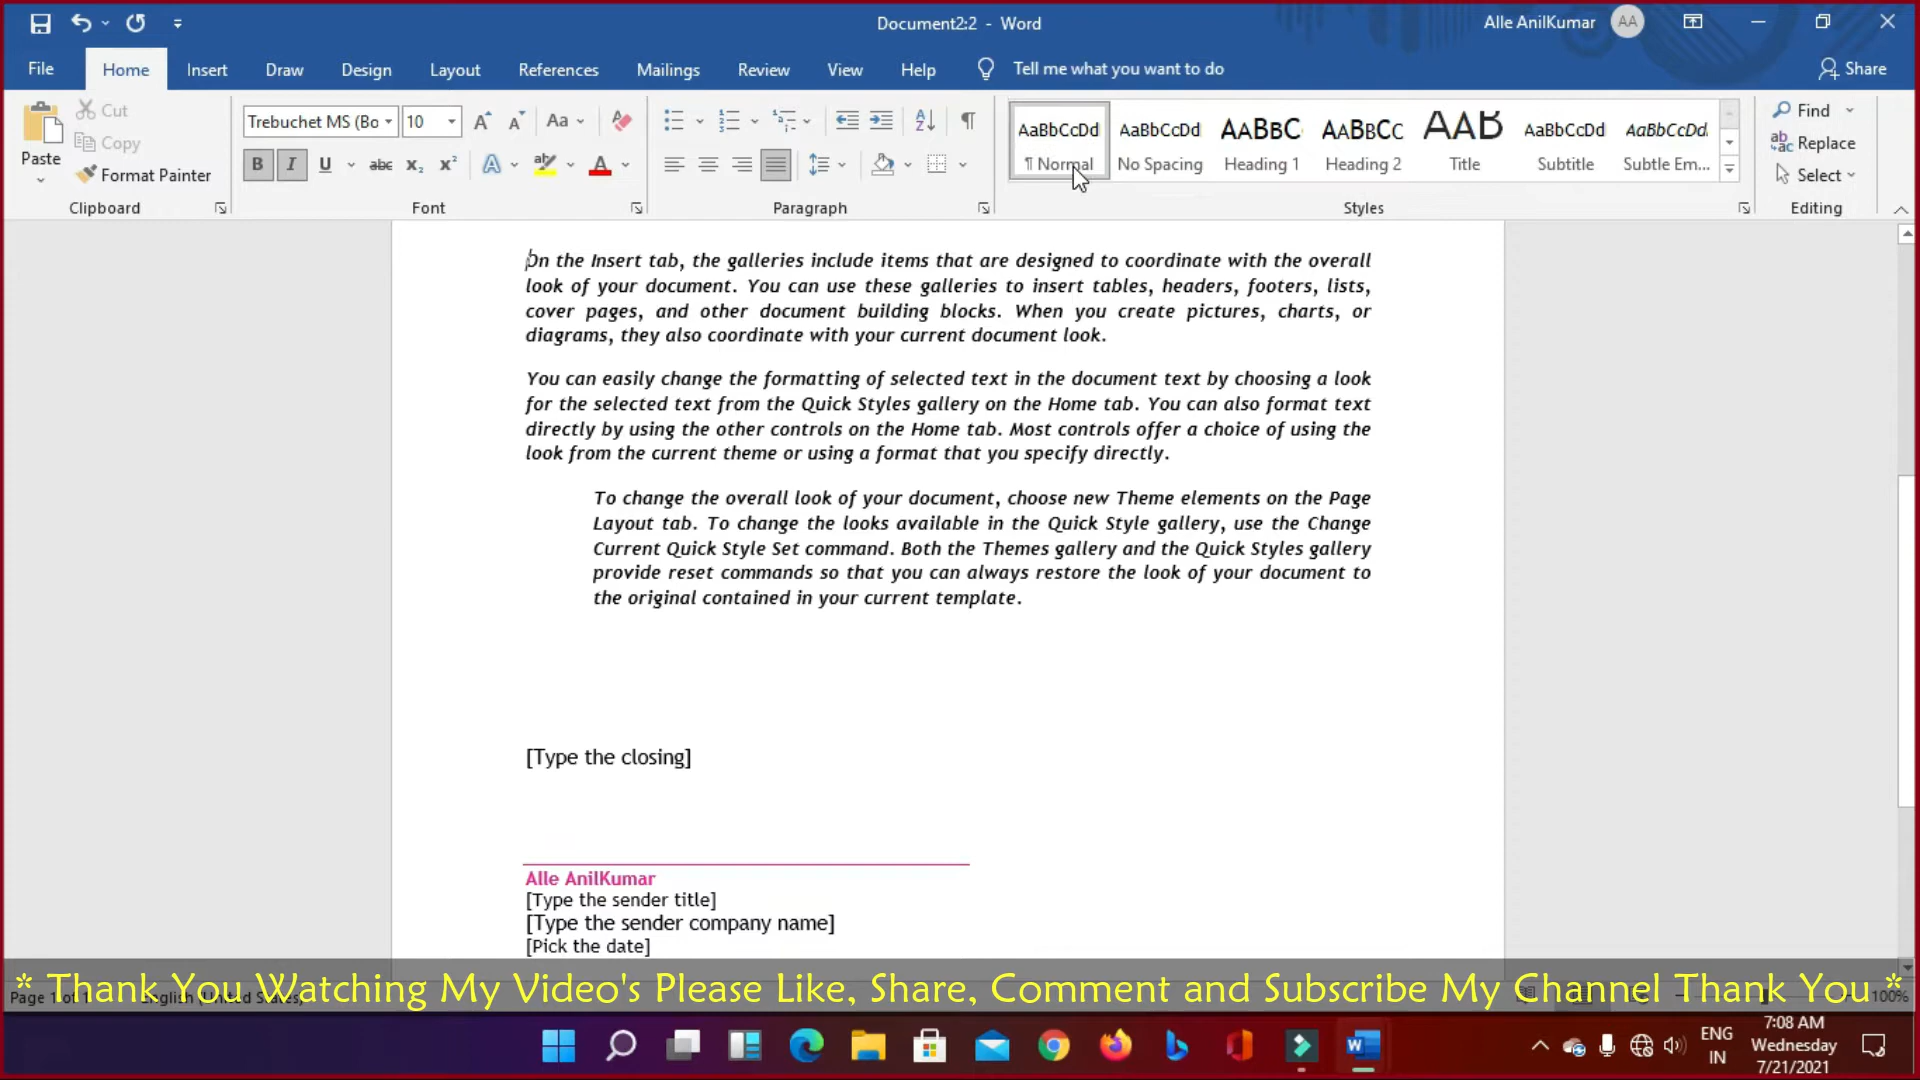 Document2:2 - Word
Alle AnilKumar
AA
File
Home
Insert
Draw
Design
Layout
References
Mailings
Review
View
Help
Tell me what you want to do
Share
Paste
Cut
Copy
Format Painter
Clipboard
Trebuchet MS (Bo
10
Aa
B
I
U
abc
x₂
x²
A
A
Font
Paragraph
AaBbCcDd
¶ Normal
AaBbCcDd
No Spacing
AaBbC
Heading 1
AaBbCc
Heading 2
AaB
Title
AaBbCcDd
Subtitle
AaBbCcDd
Subtle Em...
Styles
Find
Replace
Select
Editing
On the Insert tab, the galleries include items that are designed to coordinate with the overall
look of your document. You can use these galleries to insert tables, headers, footers, lists,
cover pages, and other document building blocks. When you create pictures, charts, or
diagrams, they also coordinate with your current document look.
You can easily change the formatting of selected text in the document text by choosing a look
for the selected text from the Quick Styles gallery on the Home tab. You can also format text
directly by using the other controls on the Home tab. Most controls offer a choice of using the
look from the current theme or using a format that you specify directly.
To change the overall look of your document, choose new Theme elements on the Page
Layout tab. To change the looks available in the Quick Style gallery, use the Change
Current Quick Style Set command. Both the Themes gallery and the Quick Styles gallery
provide reset commands so that you can always restore the look of your document to
the original contained in your current template.
[Type the closing]
Alle AnilKumar
[Type the sender title]
[Type the sender company name]
[Pick the date]
* Thank You Watching My Video's Please Like, Share, Comment and Subscribe My Channel Thank You *
Page 1 of 1
English (United States)
100%
ENG
IN
7:08 AM
Wednesday
7/21/2021